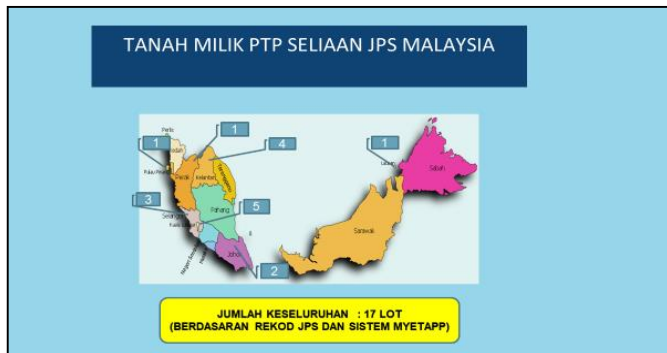 TANAH MILIK PTP SELIAAN JPS MALAYSIA
1
4
1
1
Perlis
Kedah
Pulau Pinang
Perak
Kelantan
Terengganu
Labuan
Sabah
3
Selangor
Pahang
5
Kuala Lumpur
Sarawak
Negeri Sembilan
Melaka
Johor
2
JUMLAH KESELURUHAN : 17 LOT
(BERDASARAN REKOD JPS DAN SISTEM MYETAPP)